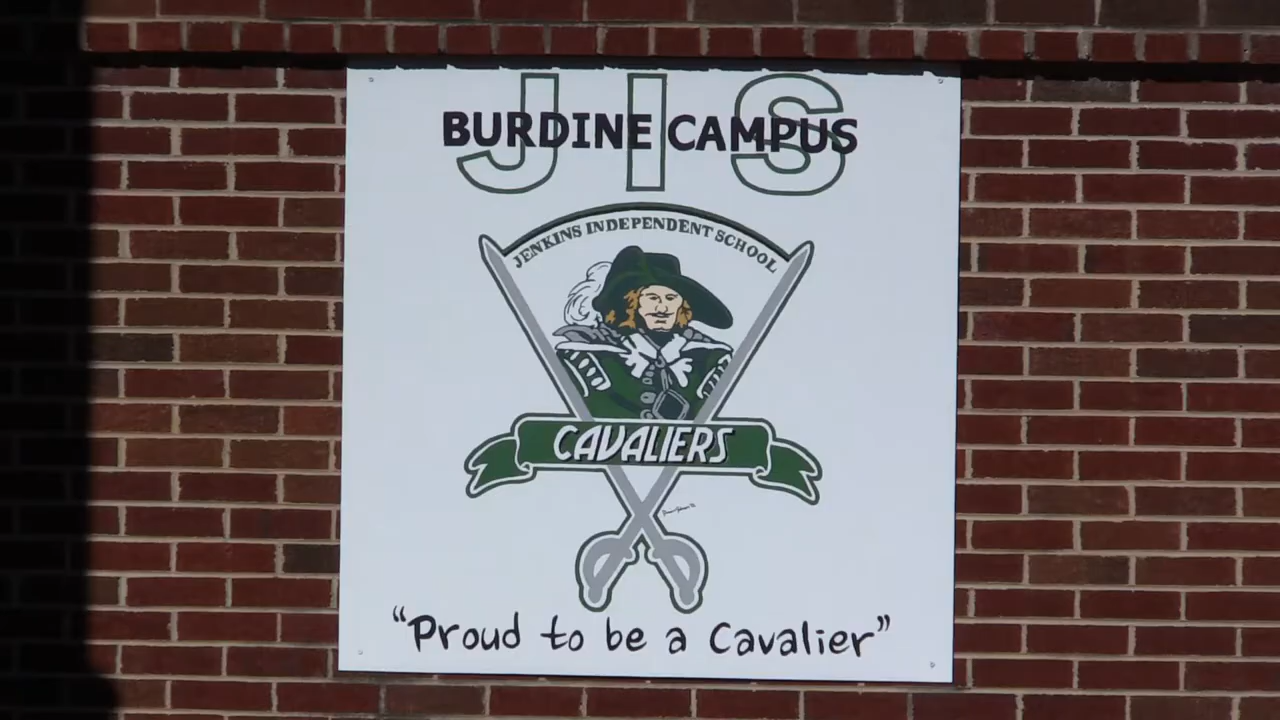 JIS
BURDINE CAMPUS
JENKINS INDEPENDENT SCHOOL
CAVALIERS
“Proud to be a Cavalier”